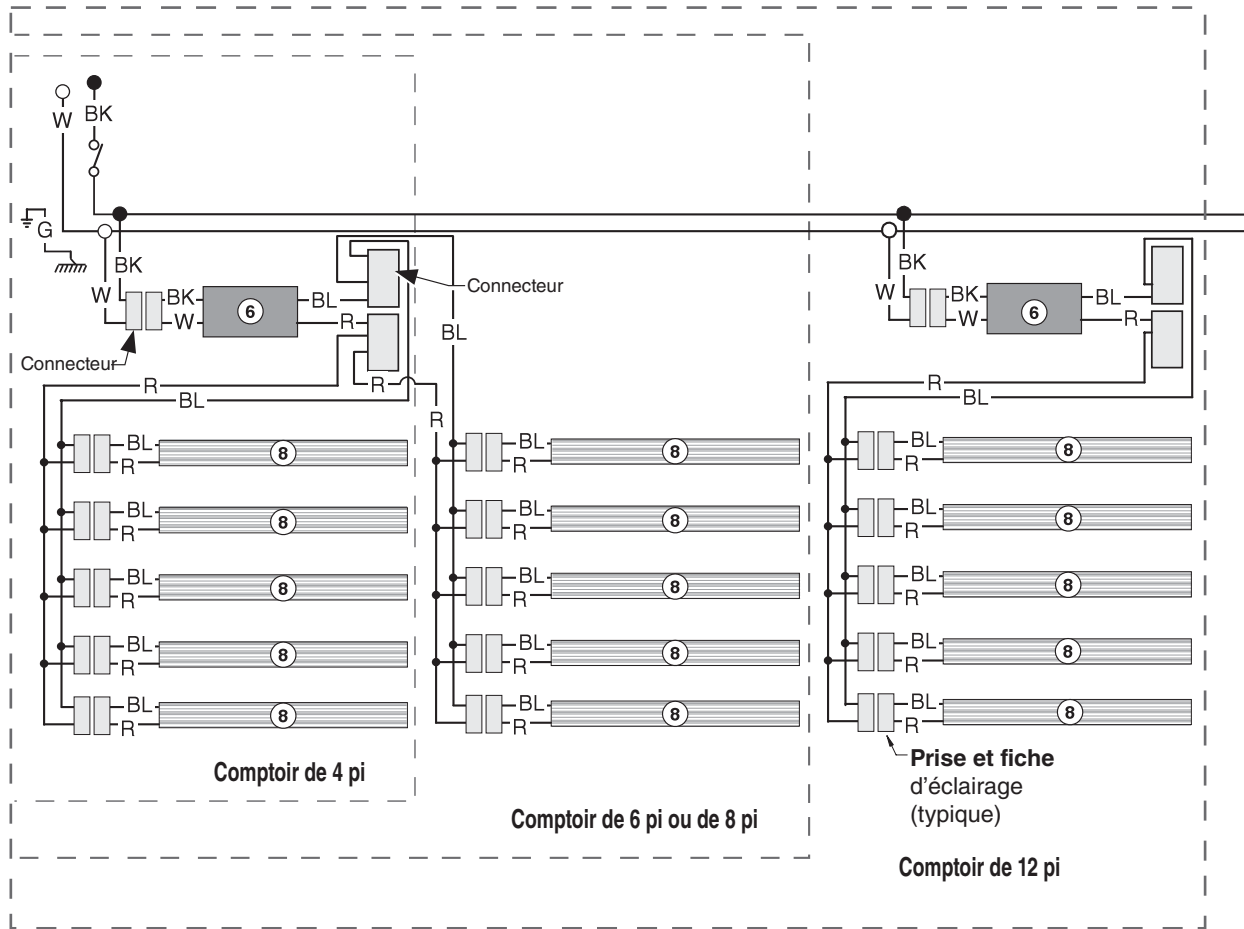 W
BK
G
BK
W
BK
W
6
BL
R
Connecteur
Connecteur
R
BL
R
BL
R
BK
W
BK
W
6
BL
R
R
BL
BL
R
8
BL
R
8
BL
R
8
BL
R
8
BL
R
8
Comptoir de 4 pi
BL
R
8
BL
R
8
BL
R
8
BL
R
8
BL
R
8
Comptoir de 6 pi ou de 8 pi
BL
R
8
BL
R
8
BL
R
8
BL
R
8
BL
R
8
Prise et fiche
d'éclairage
(typique)
Comptoir de 12 pi